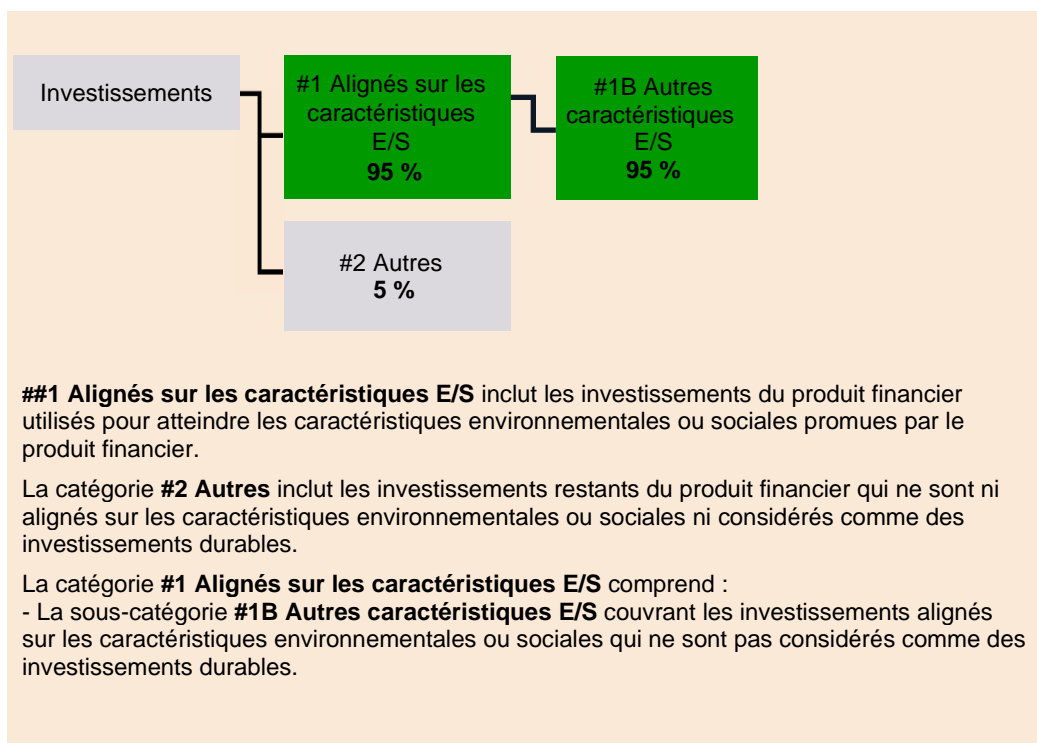 Investissements
#1 Alignés sur les
caractéristiques
E/S
95 %
#1B Autres
caractéristiques
E/S
95 %
#2 Autres
5 %
##1 Alignés sur les caractéristiques E/S inclut les investissements du produit financier
utilisés pour atteindre les caractéristiques environnementales ou sociales promues par le
produit financier.
La catégorie #2 Autres inclut les investissements restants du produit financier qui ne sont ni
alignés sur les caractéristiques environnementales ou sociales ni considérés comme des
investissements durables.
La catégorie #1 Alignés sur les caractéristiques E/S comprend :
- La sous-catégorie #1B Autres caractéristiques E/S couvrant les investissements alignés
sur les caractéristiques environnementales ou sociales qui ne sont pas considérés comme des
investissements durables.